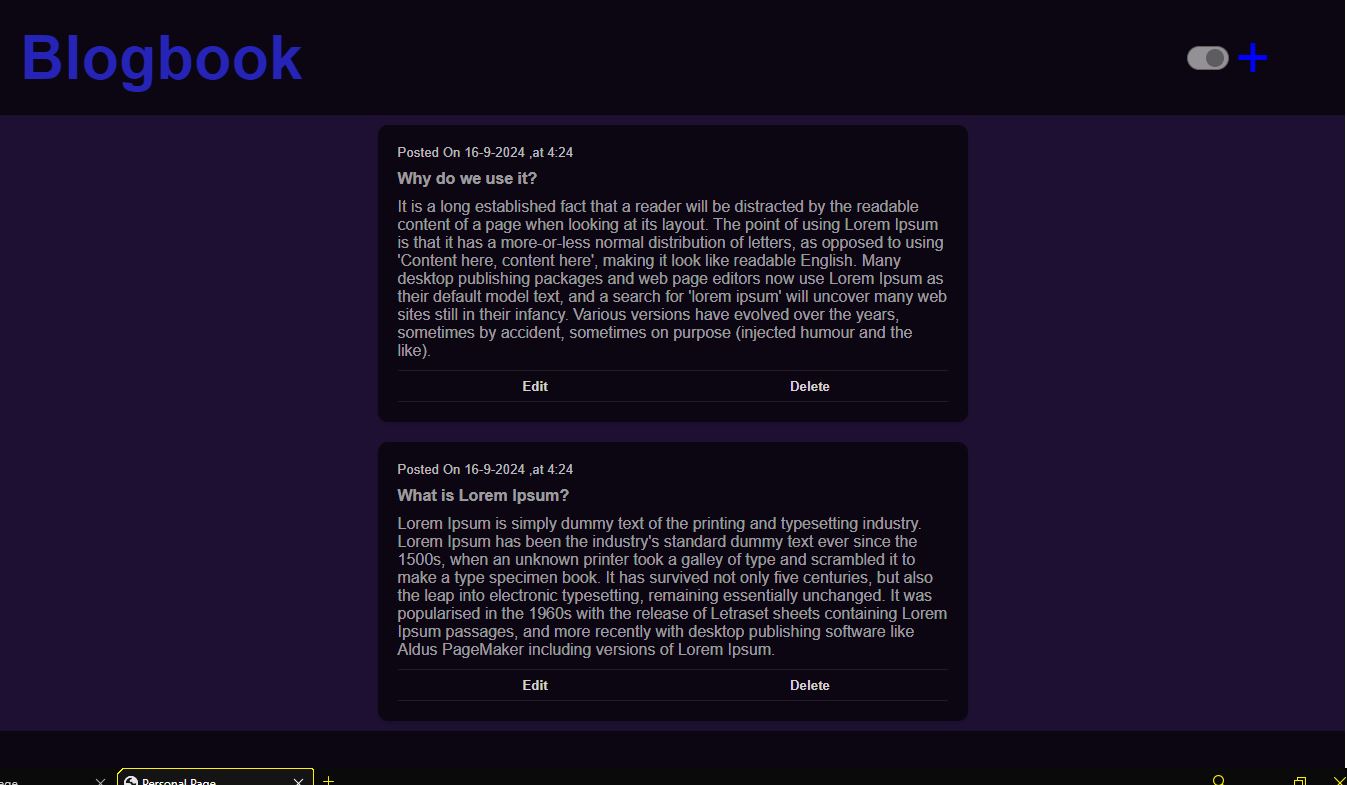 Blogbook
Posted On 16-9-2024 ,at 4:24
Why do we use it?
It is a long established fact that a reader will be distracted by the readable
content of a page when looking at its layout. The point of using Lorem Ipsum
is that it has a more-or-less normal distribution of letters, as opposed to using
'Content here, content here', making it look like readable English. Many
desktop publishing packages and web page editors now use Lorem Ipsum as
their default model text, and a search for 'lorem ipsum' will uncover many web
sites still in their infancy. Various versions have evolved over the years,
sometimes by accident, sometimes on purpose (injected humour and the
like).
Edit Delete
Posted On 16-9-2024 ,at 4:24
What is Lorem Ipsum?
Lorem Ipsum is simply dummy text of the printing and typesetting industry.
Lorem Ipsum has been the industry's standard dummy text ever since the
1500s, when an unknown printer took a galley of type and scrambled it to
make a type specimen book. It has survived not only five centuries, but also
the leap into electronic typesetting, remaining essentially unchanged. It was
popularised in the 1960s with the release of Letraset sheets containing Lorem
Ipsum passages, and more recently with desktop publishing software like
Aldus PageMaker including versions of Lorem Ipsum.
Edit Delete
Personal Page